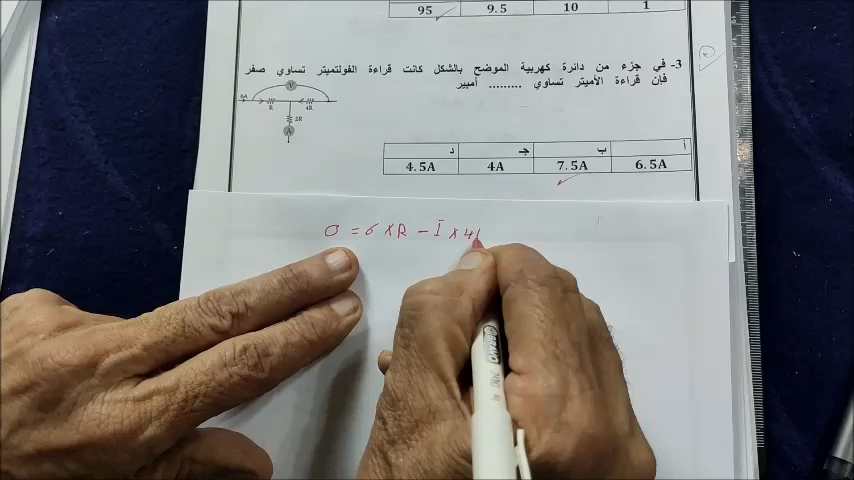 95 9.5 10 1
3- في جزء من دائرة كهربية الموضح بالشكل كانت قراءة الفولتميتر تساوي صفر
فإن قراءة الأميتر تساوي ......... أمبير
V
6A
R 4R
2R
A
أ ب جـ د
6.5A 7.5A 4A 4.5A
0 = 6 × R - I × 4